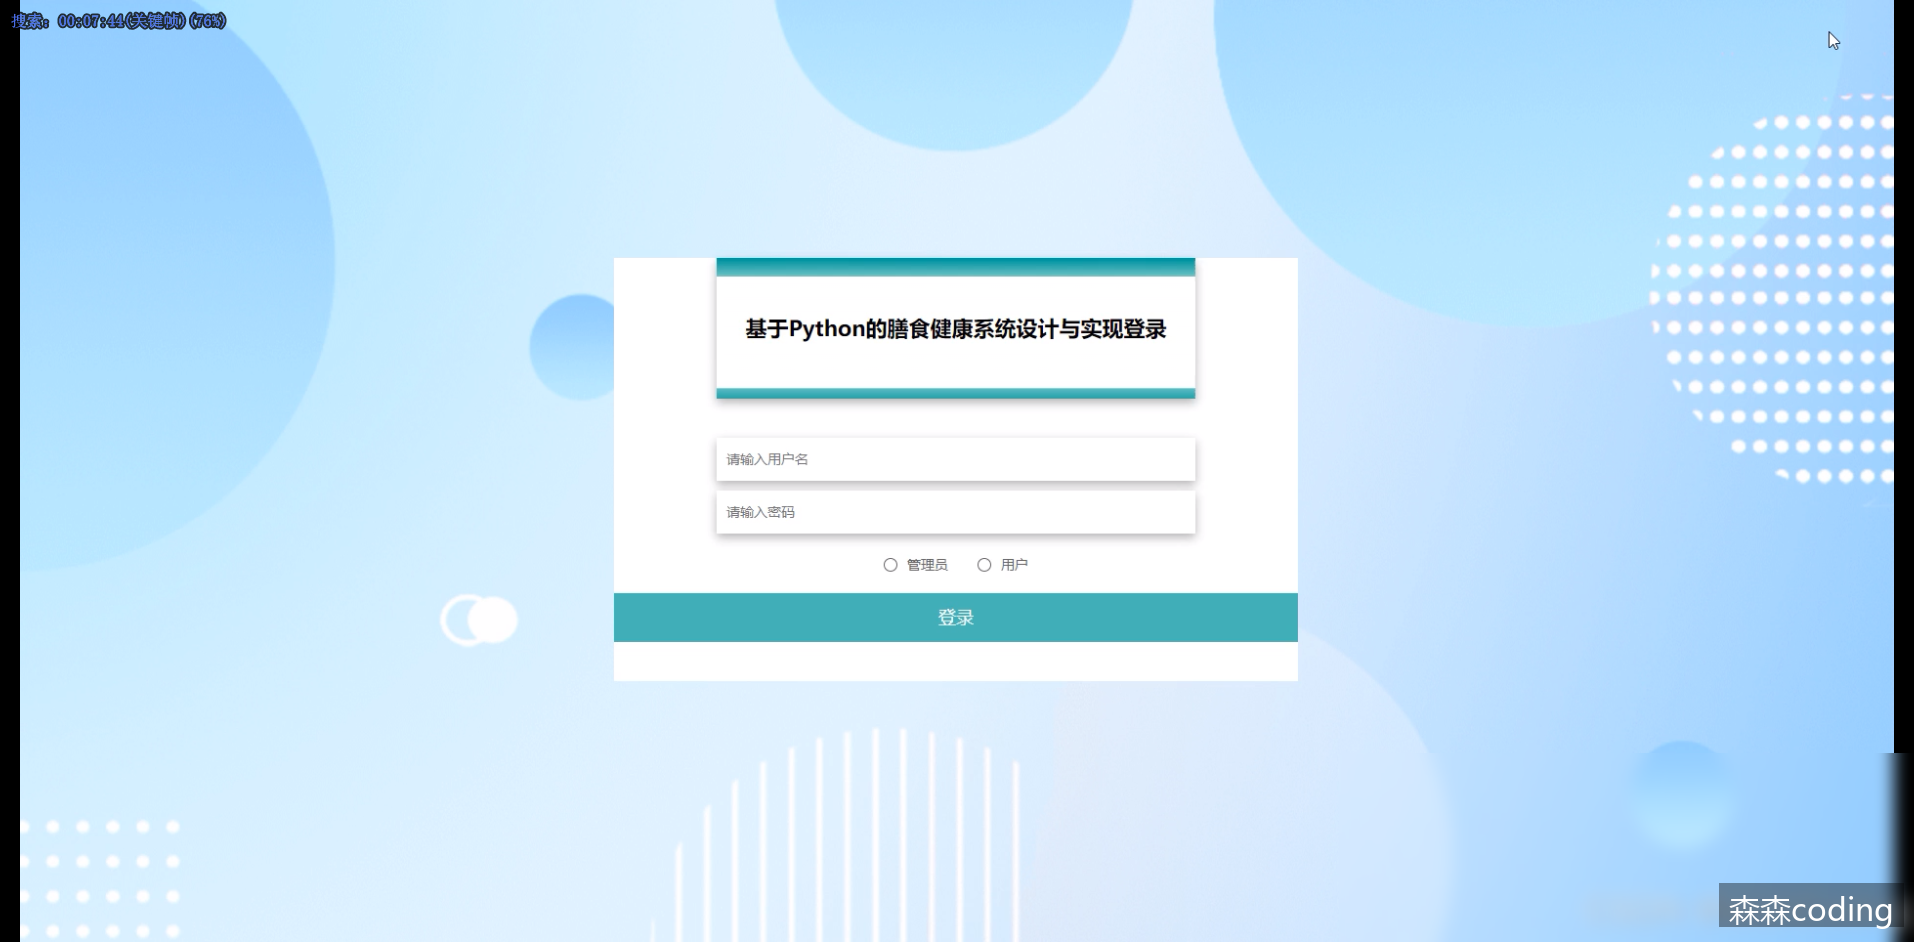 搜索: 00:07:44(关键帧)(76%)
基于Python的膳食健康系统设计与实现登录
请输入用户名
请输入密码
管理员 用户
登录
森森coding